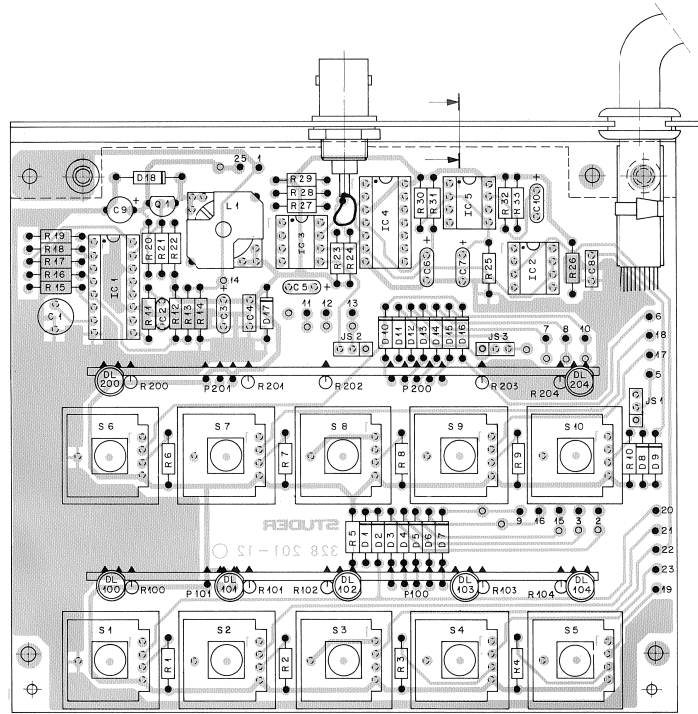 25 1
D18
C9
Q1
L1
R29
R28
R27
IC3
IC4
R30
R31
IC5
R32
R33
C10
R19
R18
R17
R16
R15
IC1
R20
R21
R22
R23
R24
C6
C7
R25
IC2
R26
C8
14
C5
C1
R11
C2
R12
R13
R14
C3
C4
D17
11 12 13
D10
D11
D12
D13
D14
D15
D16
JS2
JS3
7 8 10
6
18
17
5
JS1
DL
200
R200
P201
R201
R202
P200
R203
R204
DL
204
S6
R6
S7
R7
S8
R8
S9
R9
S10
R10
D8
D9
STUDER
328 201-12
R5
D1
D2
D3
D4
D5
D6
D7
9 16 15 3 2
20
21
22
23
19
DL
100
R100
P101
DL
101
R101
R102
DL
102
P100
DL
103
R103
R104
DL
104
S1
R1
S2
R2
S3
R3
S4
R4
S5